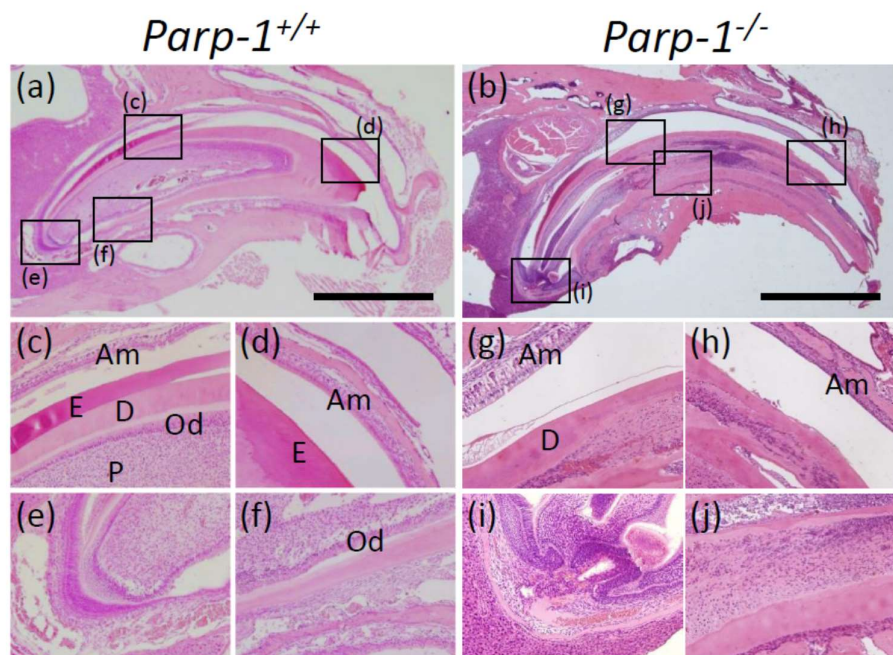 Parp-1+/+ Parp-1-/-
(a) (c) (d) (e) (f)
(b) (g) (h) (i) (j)
(c) Am E D Od P
(d) Am E
(g) Am D
(h) Am
(e)
(f) Od
(i)
(j)